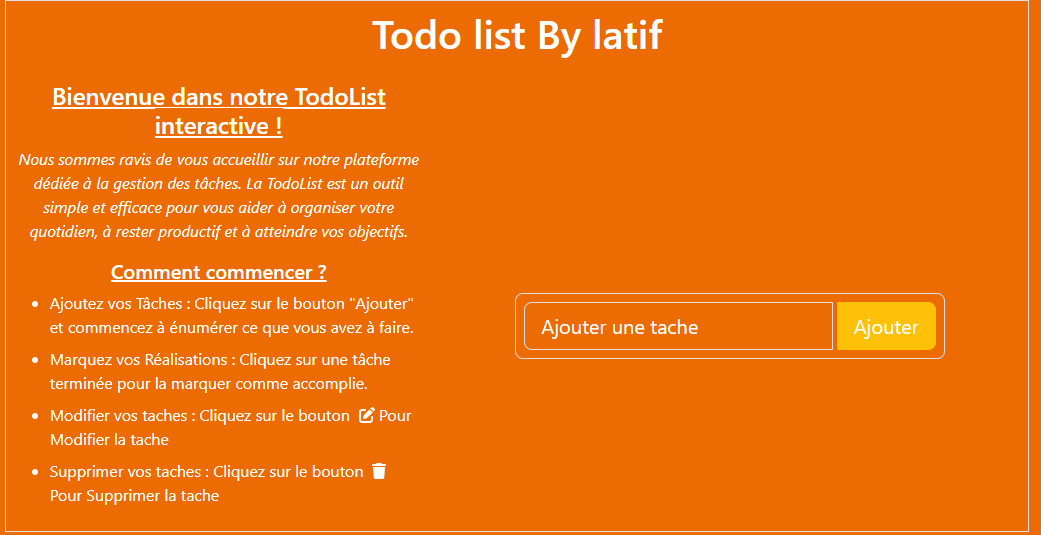 Todo list By latif
Bienvenue dans notre TodoList
interactive !
Nous sommes ravis de vous accueillir sur notre plateforme
dédiée à la gestion des tâches. La TodoList est un outil
simple et efficace pour vous aider à organiser votre
quotidien, à rester productif et à atteindre vos objectifs.
Comment commencer ?
Ajoutez vos Tâches : Cliquez sur le bouton "Ajouter"
et commencez à énumérer ce que vous avez à faire.
Marquez vos Réalisations : Cliquez sur une tâche
terminée pour la marquer comme accomplie.
Modifier vos taches : Cliquez sur le bouton Pour
Modifier la tache
Supprimer vos taches : Cliquez sur le bouton
Pour Supprimer la tache
Ajouter une tache
Ajouter